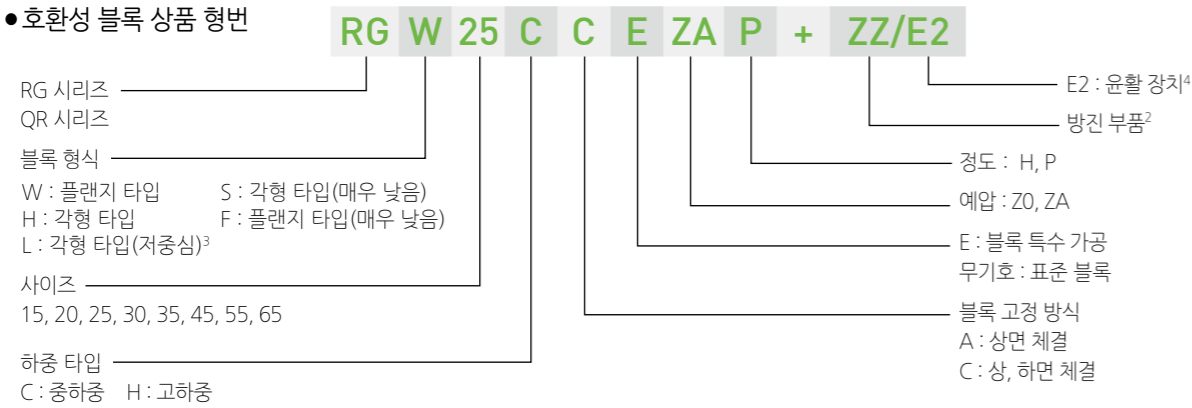 ● 호환성 블록 상품 형번
RG W 25 C C E ZA P + ZZ/E2
RG 시리즈
QR 시리즈
블록 형식
W : 플랜지 타입 S : 각형 타입(매우 낮음)
H : 각형 타입 F : 플랜지 타입(매우 낮음)
L : 각형 타입(저중심)3
사이즈
15, 20, 25, 30, 35, 45, 55, 65
하중 타입
C : 중하중 H : 고하중
E2 : 윤활 장치4
방진 부품2
정도 : H, P
예압 : Z0, ZA
E : 블록 특수 가공
무기호 : 표준 블록
블록 고정 방식
A : 상면 체결
C : 상, 하면 체결